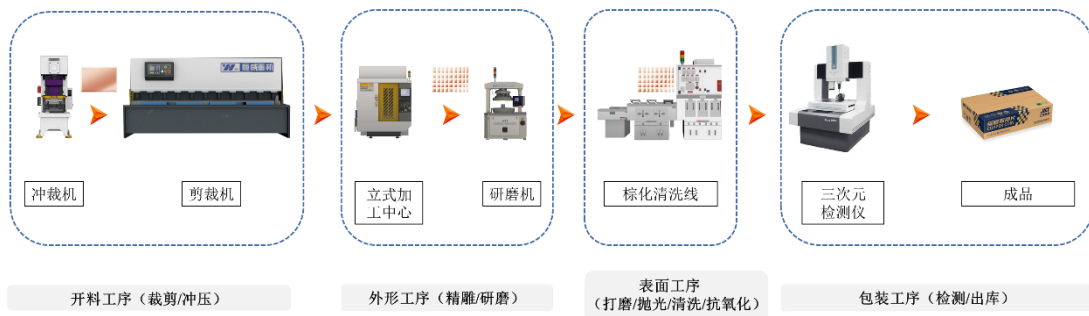 冲裁机
剪裁机
立式加
工中心
研磨机
棕化清洗线
三次元
检测仪
成品
开料工序（裁剪/冲压）
外形工序（精雕/研磨）
表面工序
（打磨/抛光/清洗/抗氧化）
包装工序（检测/出库）